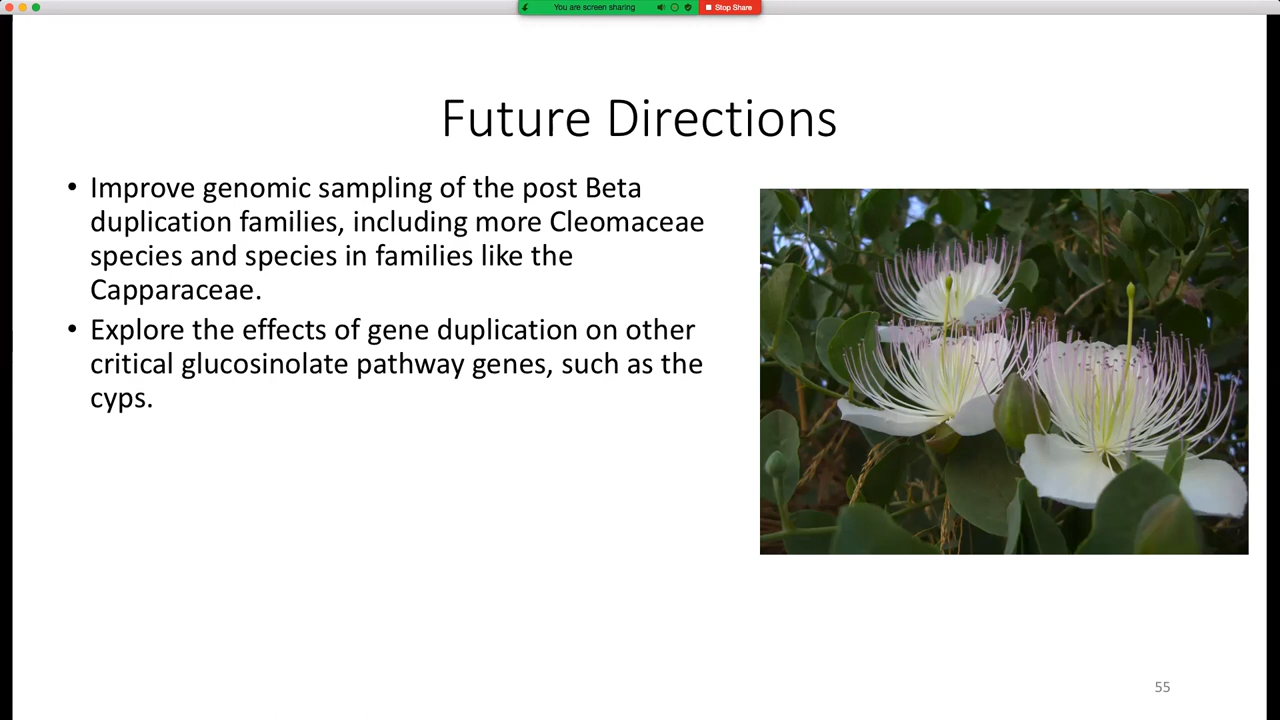 You are screen sharing
Stop Share
Future Directions
• Improve genomic sampling of the post Beta
duplication families, including more Cleomaceae
species and species in families like the
Capparaceae.
• Explore the effects of gene duplication on other
critical glucosinolate pathway genes, such as the
cyps.
55